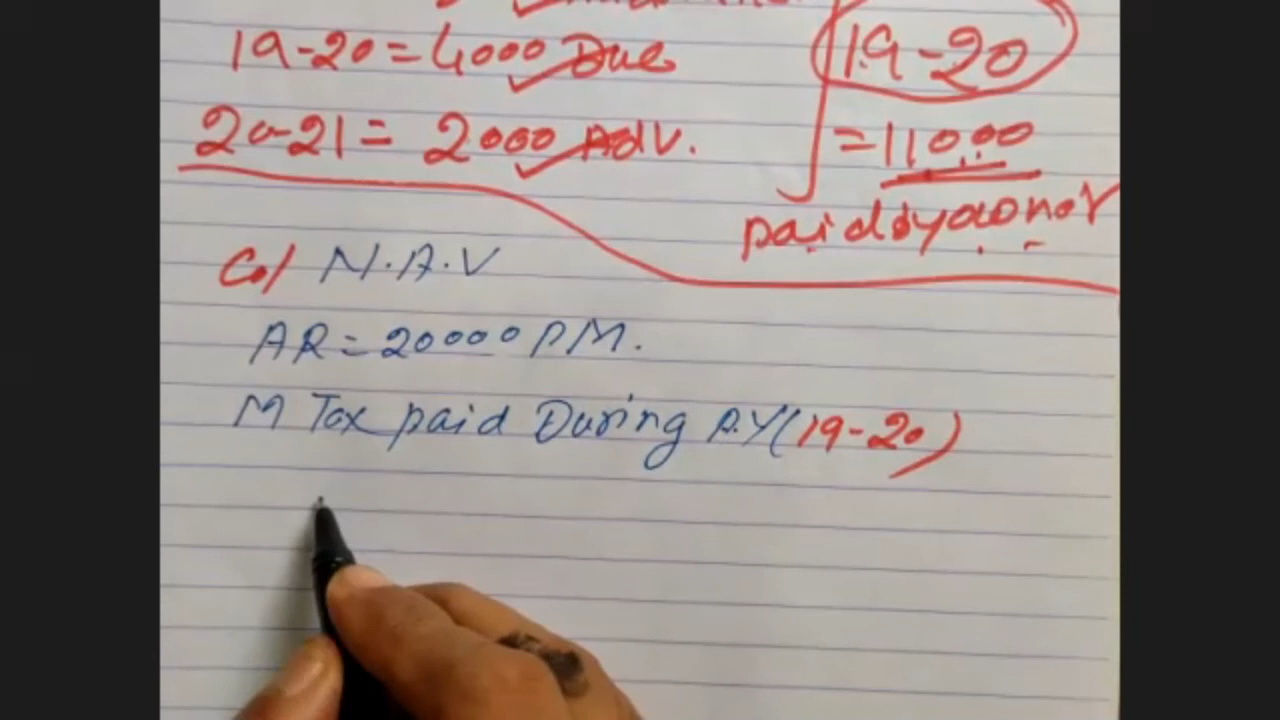 19-20 = 4000 Due
20-21 = 2000 Adv.
19-20
= 11000
paid by owner
Col N.A.V
AR = 20000 PM.
M Tax paid During P.Y (19-20)